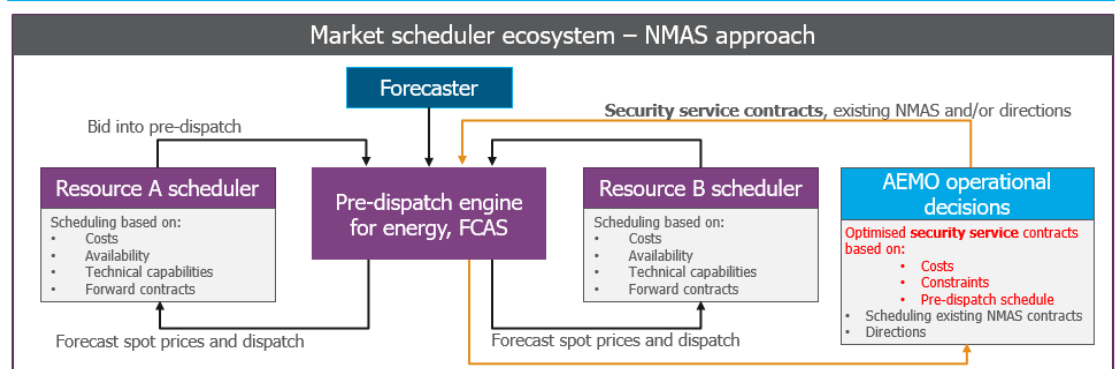 Market scheduler ecosystem – NMAS approach
Forecaster
Security service contracts, existing NMAS and/or directions
Bid into pre-dispatch
Resource A scheduler
Scheduling based on:
• Costs
• Availability
• Technical capabilities
• Forward contracts
Pre-dispatch engine
for energy, FCAS
Resource B scheduler
Scheduling based on:
• Costs
• Availability
• Technical capabilities
• Forward contracts
AEMO operational
decisions
Optimised security service contracts
based on:
• Costs
• Constraints
• Pre-dispatch schedule
• Scheduling existing NMAS contracts
• Directions
Forecast spot prices and dispatch
Forecast spot prices and dispatch